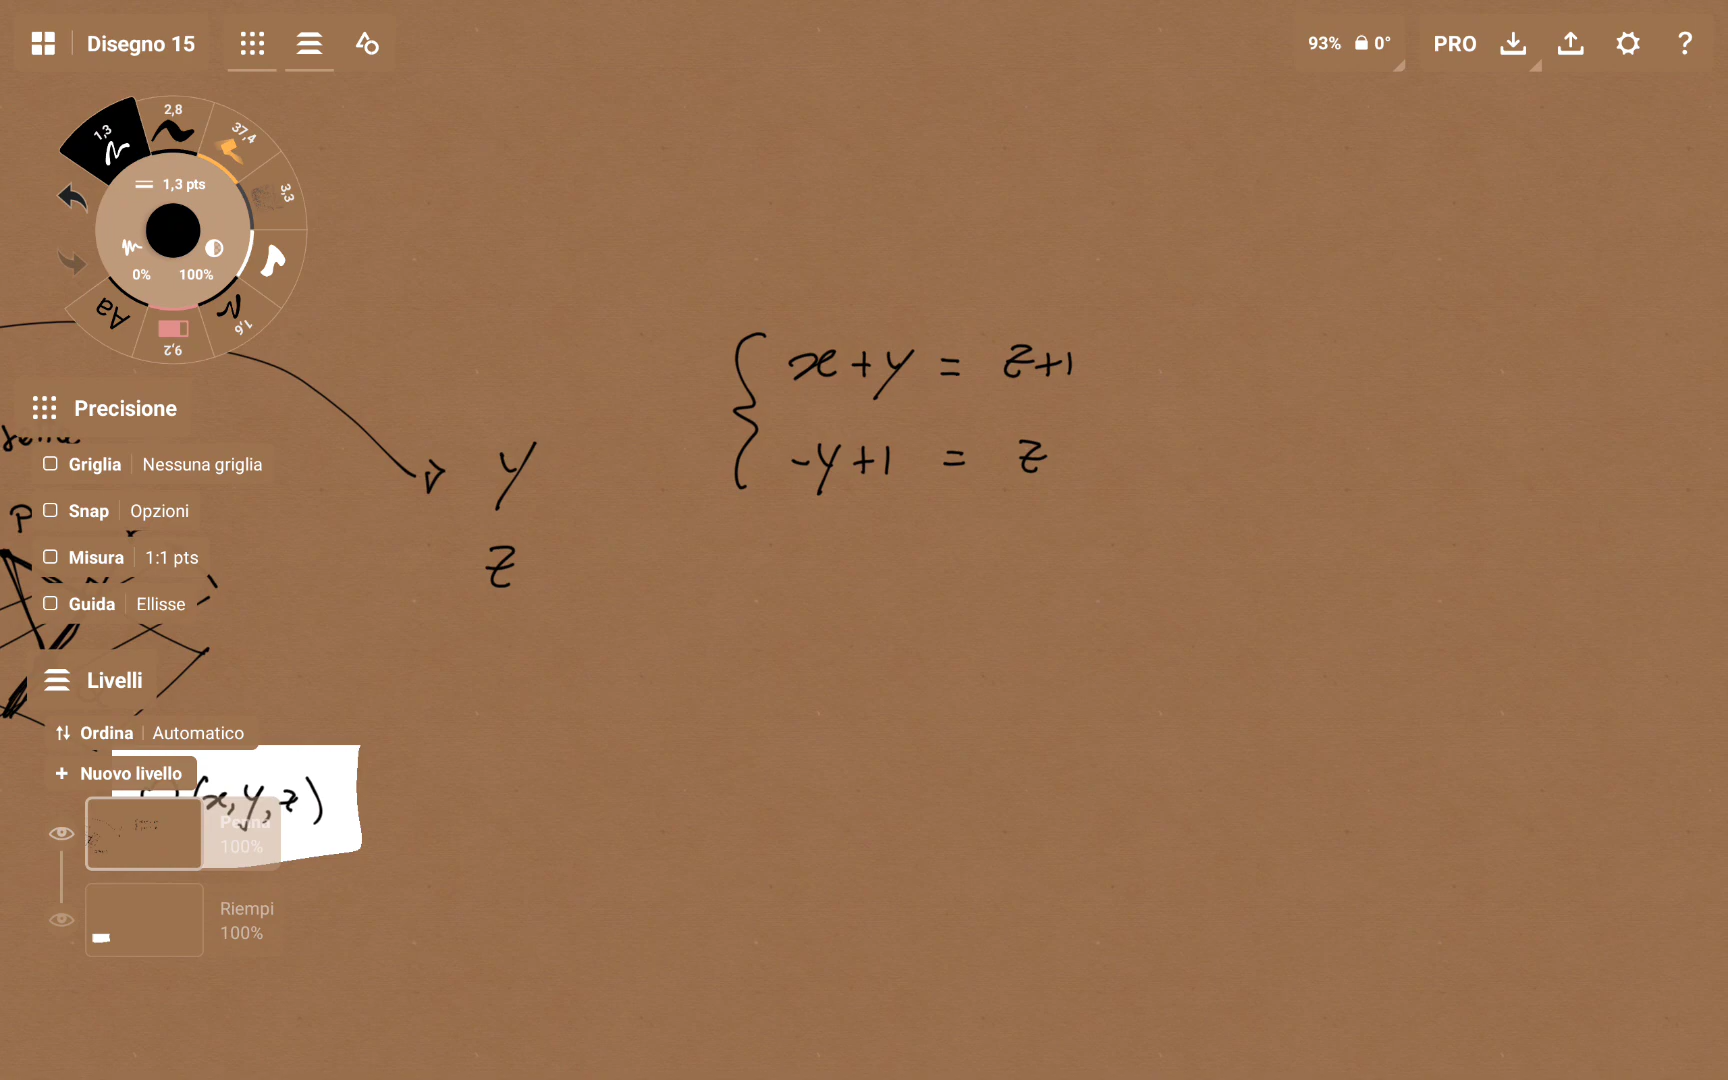 Disegno 15
93% 0° PRO ?
2,8
1,3
37,4
3,3
1,3 pts
0% 100%
Aa
9,2
1,6
Precisione
Griglia Nessuna griglia
Snap Opzioni
Misura 1:1 pts
Guida Ellisse
P
Livelli
Ordina Automatico
+ Nuovo livello
(x,y,z)
Penna
100%
Riempi
100%
y
z
x+y = z+1
-y+1 = z